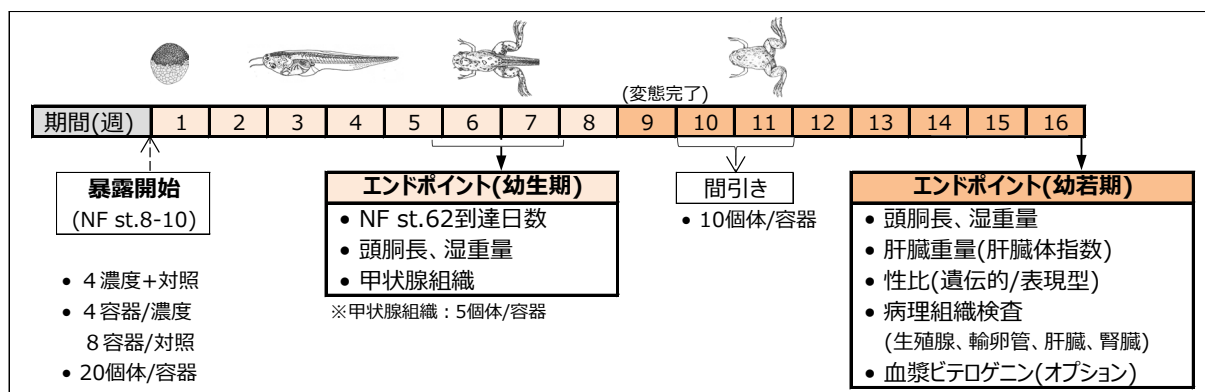 (変態完了)
期間(週) 1 2 3 4 5 6 7 8 9 10 11 12 13 14 15 16
暴露開始
(NF st.8-10)
• 4濃度+対照
• 4容器/濃度
8容器/対照
• 20個体/容器
エンドポイント(幼生期)
• NF st.62到達日数
• 頭胴長、湿重量
• 甲状腺組織
※甲状腺組織:5個体/容器
間引き
• 10個体/容器
エンドポイント(幼若期)
• 頭胴長、湿重量
• 肝臓重量(肝臓体指数)
• 性比(遺伝的/表現型)
• 病理組織検査
(生殖腺、輸卵管、肝臓、腎臓)
• 血漿ビテロゲニン(オプション)